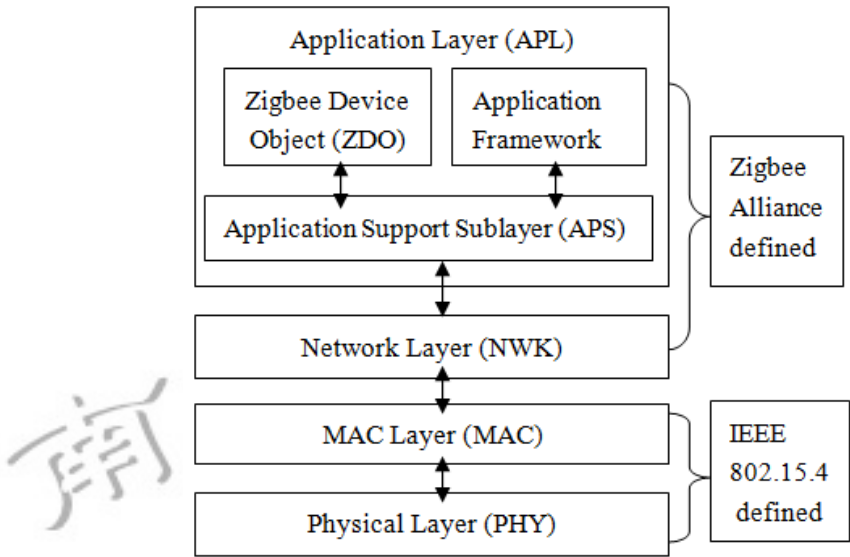 Application Layer (APL)
Zigbee Device
Object (ZDO)
Application
Framework
Application Support Sublayer (APS)
Network Layer (NWK)
MAC Layer (MAC)
Physical Layer (PHY)
Zigbee
Alliance
defined
IEEE
802.15.4
defined